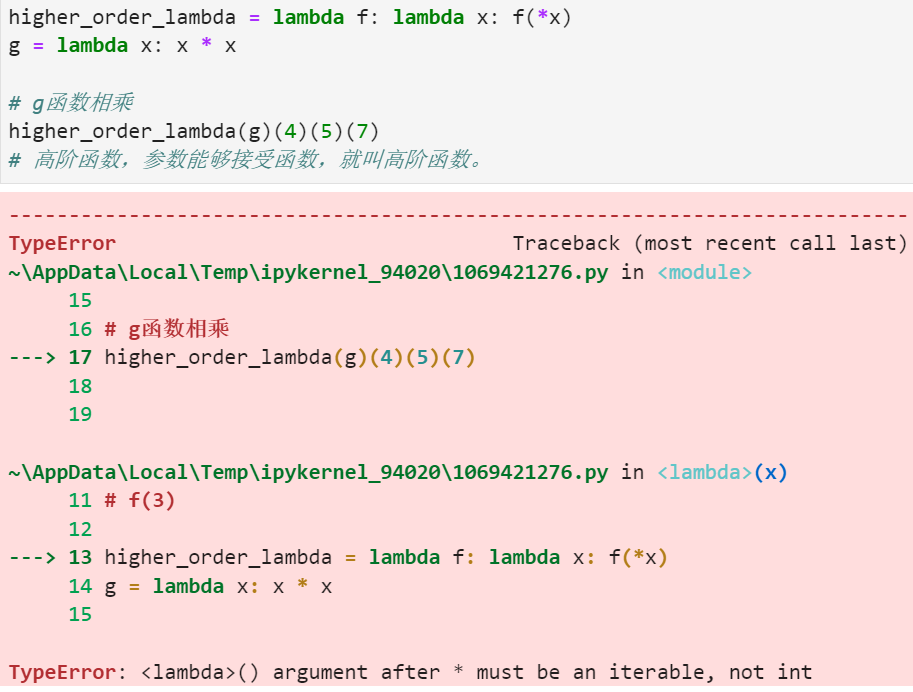 higher_order_lambda = lambda f: lambda x: f(*x)
g = lambda x: x * x
# g函数相乘
higher_order_lambda(g)(4)(5)(7)
# 高阶函数，参数能够接受函数，就叫高阶函数。
---------------------------------------------------------------------------
TypeError                                 Traceback (most recent call last)
~\AppData\Local\Temp\ipykernel_94020\1069421276.py in <module>
     15
     16 # g函数相乘
---> 17 higher_order_lambda(g)(4)(5)(7)
     18
     19
~\AppData\Local\Temp\ipykernel_94020\1069421276.py in <lambda>(x)
     11 # f(3)
     12
---> 13 higher_order_lambda = lambda f: lambda x: f(*x)
     14 g = lambda x: x * x
     15
TypeError: <lambda>() argument after * must be an iterable, not int